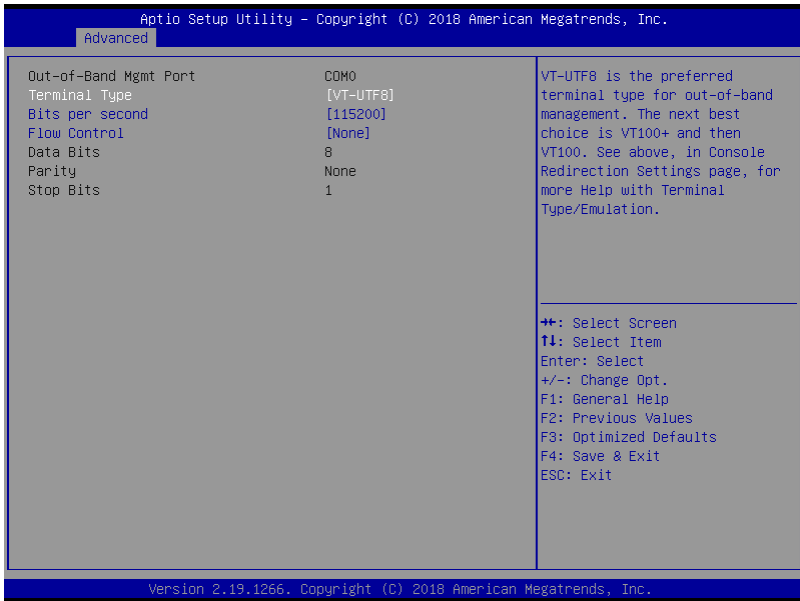 Aptio Setup Utility – Copyright (C) 2018 American Megatrends, Inc.
Advanced
Out-of-Band Mgmt Port COM0
Terminal Type [VT-UTF8]
Bits per second [115200]
Flow Control [None]
Data Bits 8
Parity None
Stop Bits 1
VT-UTF8 is the preferred
terminal type for out-of-band
management. The next best
choice is VT100+ and then
VT100. See above, in Console
Redirection Settings page, for
more Help with Terminal
Type/Emulation.
→←: Select Screen
↑↓: Select Item
Enter: Select
+/-: Change Opt.
F1: General Help
F2: Previous Values
F3: Optimized Defaults
F4: Save & Exit
ESC: Exit
Version 2.19.1266. Copyright (C) 2018 American Megatrends, Inc.